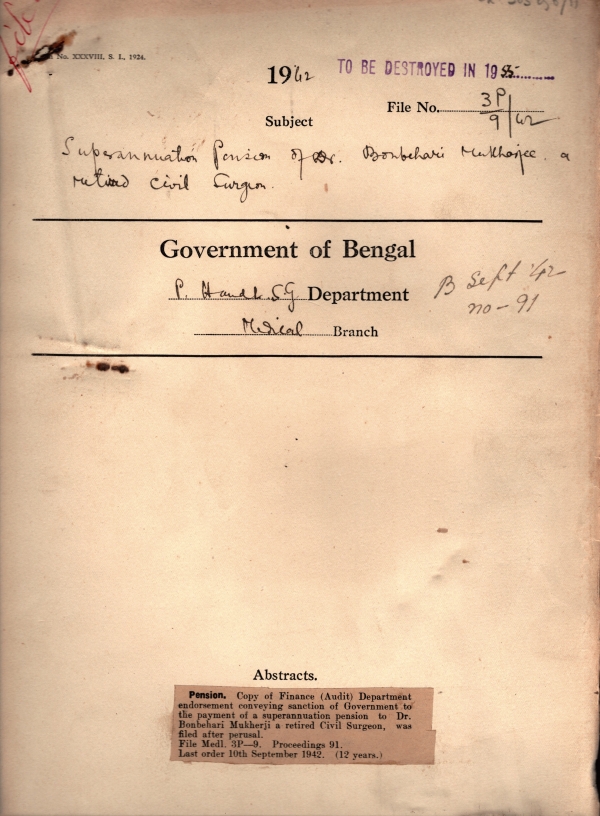 No. XXXVIII, S. I., 1924.
1942
TO BE DESTROYED IN 1955
File No. 3P/9/42
Subject
Superannuation Pension of Dr. Bonbehari Mukherjee. a
retired civil Surgeon.
Government of Bengal
P. Health & S.G. Department
Medical Branch
B Sept '42
no - 91
Abstracts.
Pension. Copy of Finance (Audit) Department
endorsement conveying sanction of Government to
the payment of a superannuation pension to Dr.
Bonbehari Mukherji a retired Civil Surgeon, was
filed after perusal.
File Medl. 3P—9. Proceedings 91.
Last order 10th September 1942. (12 years.)